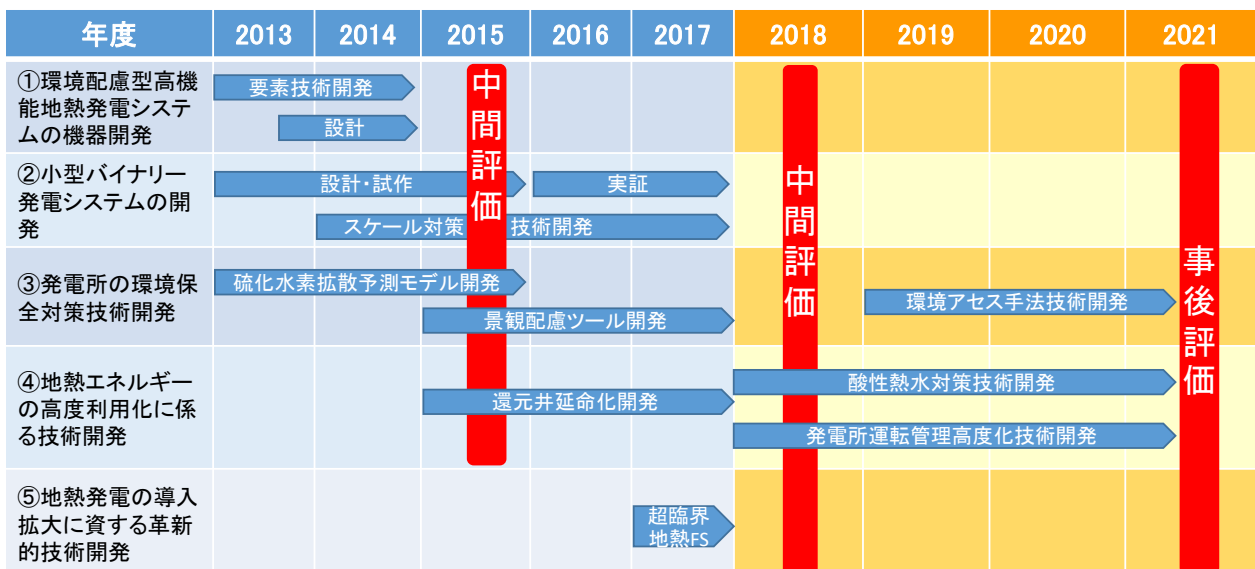 年度 2013 2014 2015 2016 2017 2018 2019 2020 2021
①環境配慮型高機
能地熱発電システ
ムの機器開発
要素技術開発
設計
②小型バイナリー
発電システムの開
発
設計・試作
実証
スケール対策 技術開発
③発電所の環境保
全対策技術開発
硫化水素拡散予測モデル開発
景観配慮ツール開発
環境アセス手法技術開発
④地熱エネルギー
の高度利用化に係
る技術開発
還元井延命化開発
酸性熱水対策技術開発
発電所運転管理高度化技術開発
⑤地熱発電の導入
拡大に資する革新
的技術開発
超臨界
地熱FS
中間評価
中間評価
事後評価